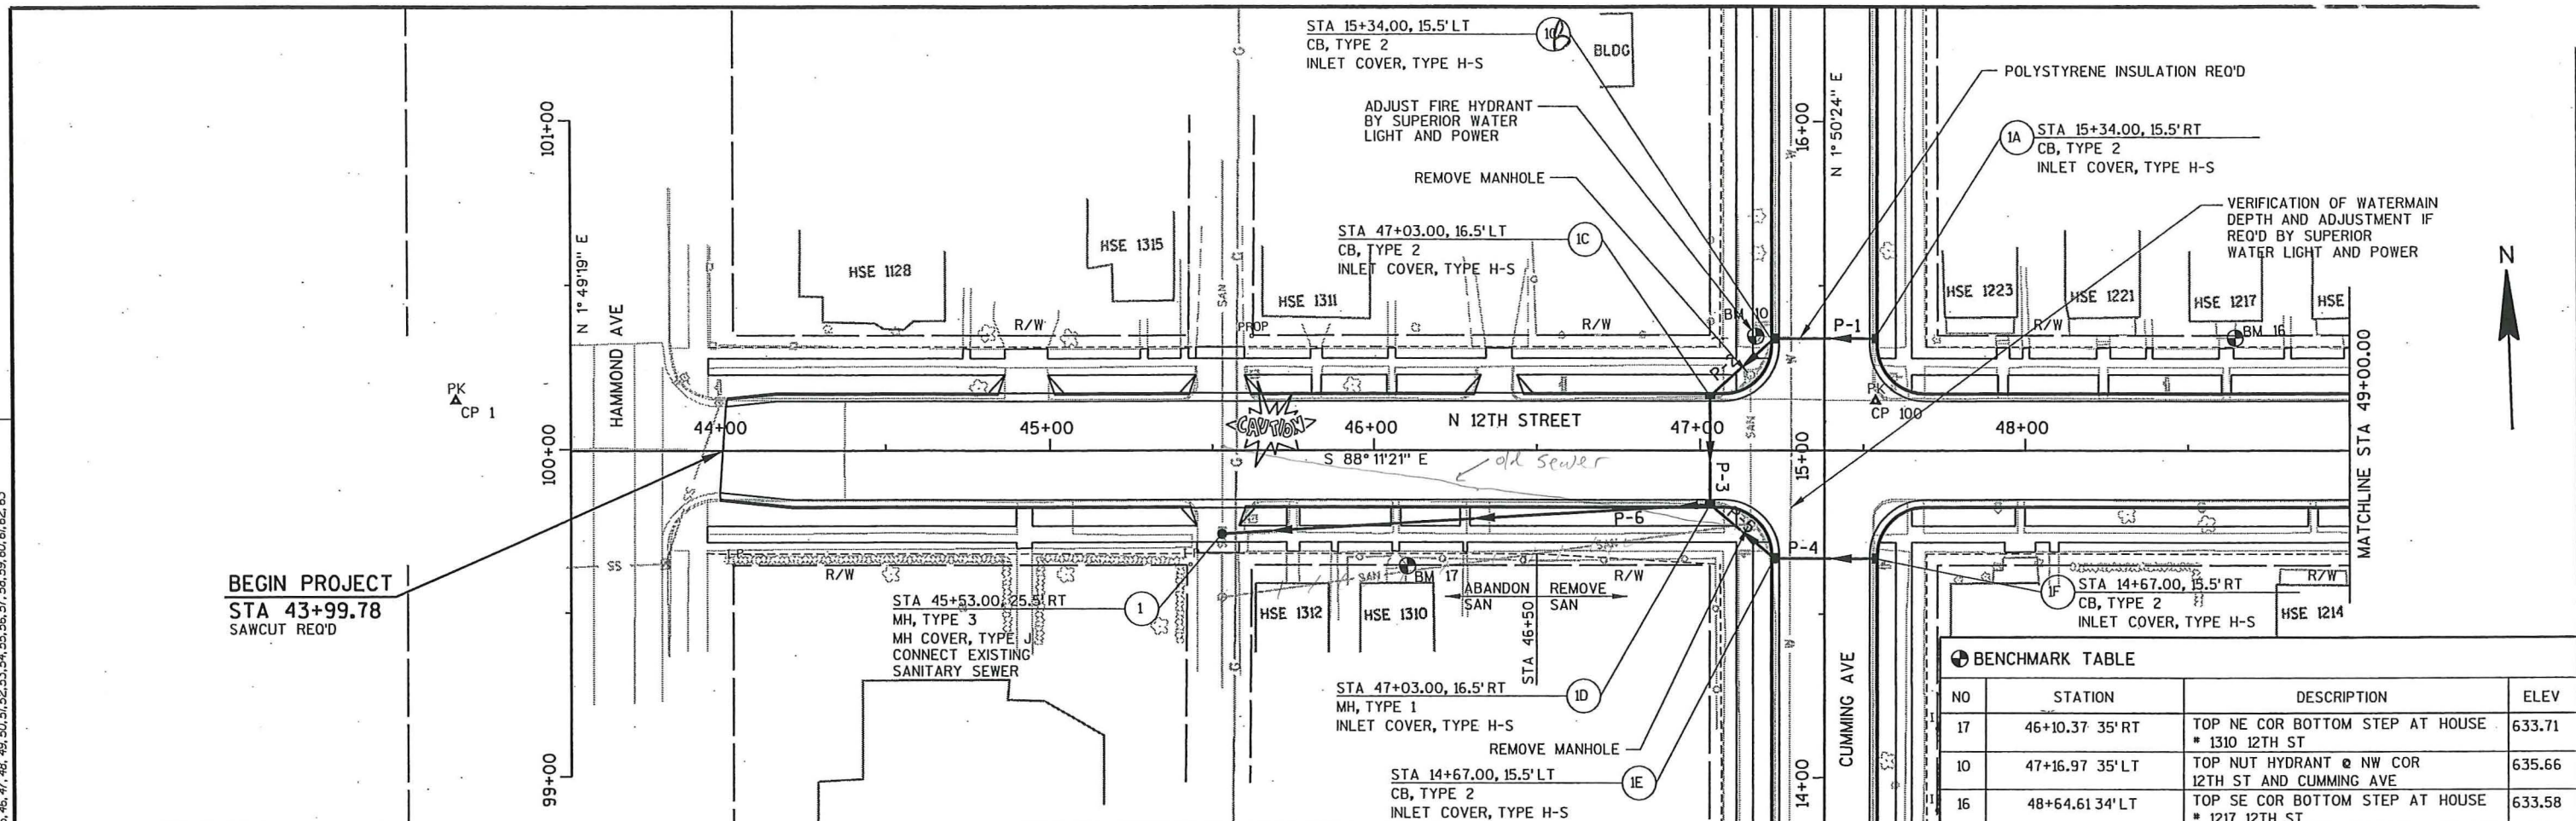 STA 15+34.00, 15.5' LT
CB, TYPE 2
INLET COVER, TYPE H-S
BLDG
ADJUST FIRE HYDRANT
BY SUPERIOR WATER
LIGHT AND POWER
REMOVE MANHOLE
STA 47+03.00, 16.5' LT
CB, TYPE 2
INLET COVER, TYPE H-S
1C
POLYSTYRENE INSULATION REQ'D
1A
STA 15+34.00, 15.5' RT
CB, TYPE 2
INLET COVER, TYPE H-S
VERIFICATION OF WATERMAIN
DEPTH AND ADJUSTMENT IF
REQ'D BY SUPERIOR
WATER LIGHT AND POWER
N
101+00
N 1° 49'19" E
HAMMOND AVE
100+00
99+00
16+00
N 1° 50'24" E
15+00
14+00
CUMMING AVE
HSE 1128
HSE 1315
HSE 1311
HSE 1223
HSE 1221
HSE 1217
HSE
R/W
R/W
R/W
PROP
SAN
G
G
G
W
BM 10
BM 16
P-1
P-2
PK
CP 1
PK
CP 100
44+00
45+00
46+00
47+00
48+00
N 12TH STREET
CAUTION
S 88° 11'21" E
old sewer
SAN
MATCHLINE STA 49+00.00
P-3
P-6
P-5
P-4
SS
SS
SAN
SAN
BM 17
R/W
R/W
R/W
ABANDON
SAN
REMOVE
SAN
STA 46+50
HSE 1312
HSE 1310
HSE 1214
BEGIN PROJECT
STA 43+99.78
SAWCUT REQ'D
STA 45+53.00, 25.5' RT
MH, TYPE 3
MH COVER, TYPE J
CONNECT EXISTING
SANITARY SEWER
1
G
W
STA 47+03.00, 16.5' RT
MH, TYPE 1
INLET COVER, TYPE H-S
1D
REMOVE MANHOLE
STA 14+67.00, 15.5' LT
CB, TYPE 2
INLET COVER, TYPE H-S
1E
1F
STA 14+67.00, 15.5' RT
CB, TYPE 2
INLET COVER, TYPE H-S
BENCHMARK TABLE
NO STATION DESCRIPTION ELEV
17 46+10.37 35' RT TOP NE COR BOTTOM STEP AT HOUSE 633.71
# 1310 12TH ST
10 47+16.97 35' LT TOP NUT HYDRANT @ NW COR 635.66
12TH ST AND CUMMING AVE
16 48+64.61 34' LT TOP SE COR BOTTOM STEP AT HOUSE 633.58
# 1217 12TH ST